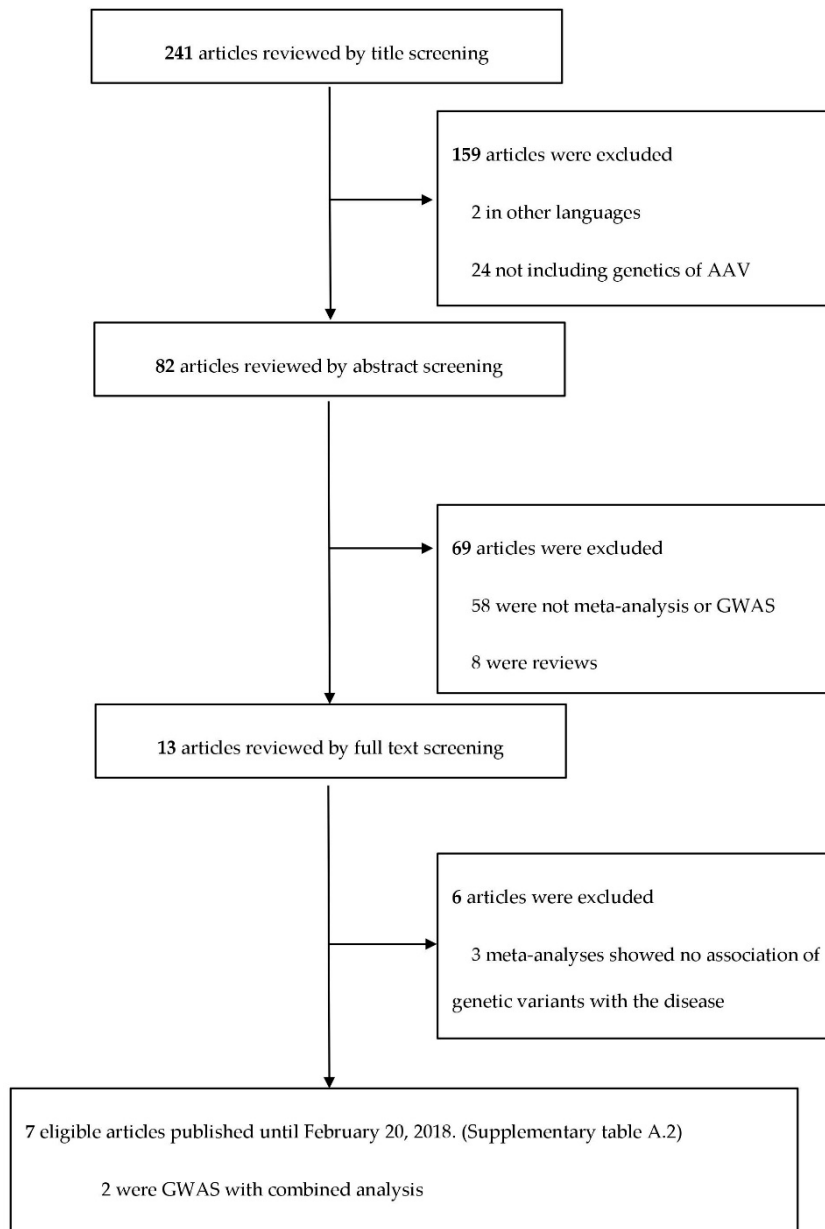 241 articles reviewed by title screening
159 articles were excluded
2 in other languages
24 not including genetics of AAV
82 articles reviewed by abstract screening
69 articles were excluded
58 were not meta-analysis or GWAS
8 were reviews
13 articles reviewed by full text screening
6 articles were excluded
3 meta-analyses showed no association of
genetic variants with the disease
7 eligible articles published until February 20, 2018. (Supplementary table A.2)
2 were GWAS with combined analysis